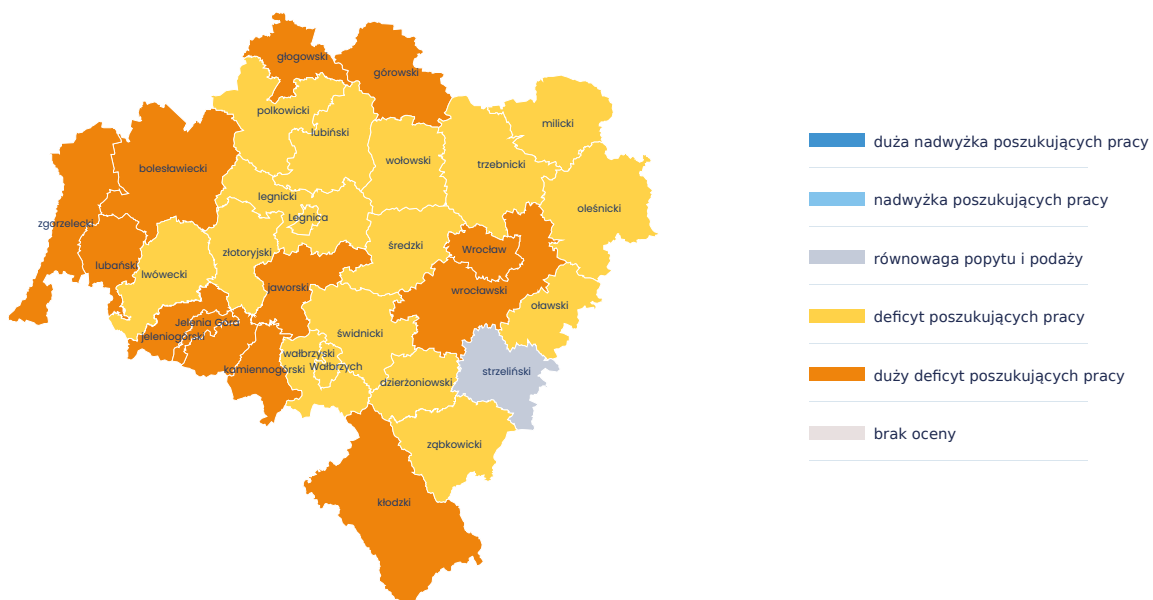 głogowski
górowski
polkowicki
lubiński
milicki
wołowski
trzebnicki
bolesławiecki
legnicki
Legnica
oleśnicki
zgorzelecki
złotoryjski
średzki
Wrocław
lubański
lwówecki
jaworski
wrocławski
oławski
Jelenia Góra
jeleniogórski
świdnicki
wałbrzyski
Wałbrzych
kamiennogórski
dzierżoniowski
strzeliński
ząbkowicki
kłodzki
duża nadwyżka poszukujących pracy
nadwyżka poszukujących pracy
równowaga popytu i podaży
deficyt poszukujących pracy
duży deficyt poszukujących pracy
brak oceny